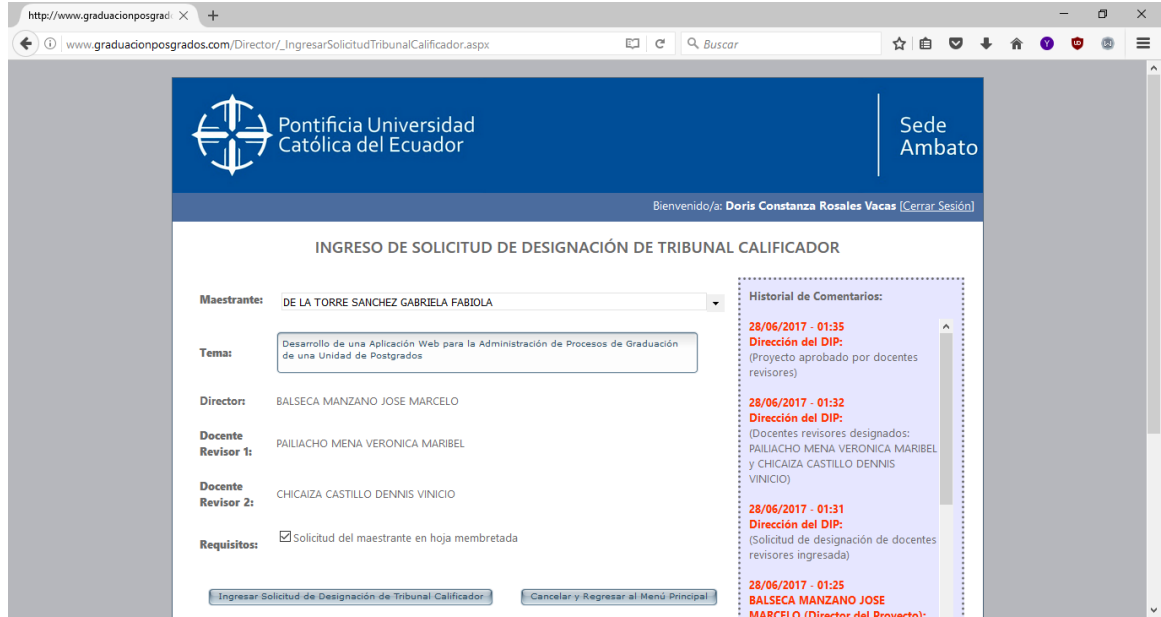 http://www.graduacionposgrad
www.graduacionposgrados.com/Director/_IngresarSolicitudTribunalCalificador.aspx
Buscar
Pontificia Universidad
Católica del Ecuador
Sede
Ambato
Bienvenido/a: Doris Constanza Rosales Vacas [Cerrar Sesión]
INGRESO DE SOLICITUD DE DESIGNACIÓN DE TRIBUNAL CALIFICADOR
Maestrante:
DE LA TORRE SANCHEZ GABRIELA FABIOLA
Tema:
Desarrollo de una Aplicación Web para la Administración de Procesos de Graduación
de una Unidad de Postgrados
Director:
BALSECA MANZANO JOSE MARCELO
Docente
Revisor 1:
PAILIACHO MENA VERONICA MARIBEL
Docente
Revisor 2:
CHICAIZA CASTILLO DENNIS VINICIO
Requisitos:
Solicitud del maestrante en hoja membretada
Ingresar Solicitud de Designación de Tribunal Calificador
Cancelar y Regresar al Menú Principal
Historial de Comentarios:
28/06/2017 - 01:35
Dirección del DIP:
(Proyecto aprobado por docentes
revisores)
28/06/2017 - 01:32
Dirección del DIP:
(Docentes revisores designados:
PAILIACHO MENA VERONICA MARIBEL
y CHICAIZA CASTILLO DENNIS
VINICIO)
28/06/2017 - 01:31
Dirección del DIP:
(Solicitud de designación de docentes
revisores ingresada)
28/06/2017 - 01:25
BALSECA MANZANO JOSE
MARCELO (Director del Proyecto):